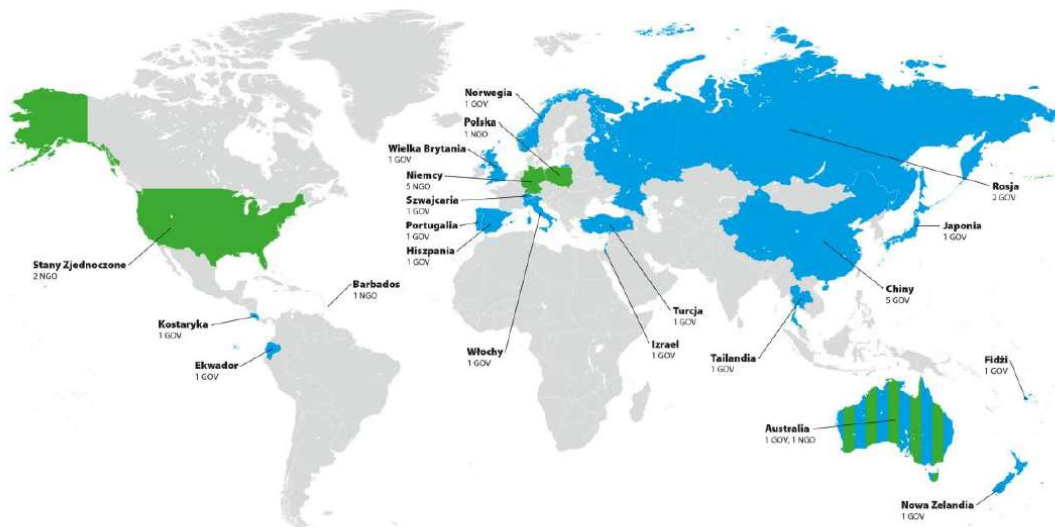 Norwegia
1 GOV
Polska
1 NGO
Wielka Brytania
1 GOV
Niemcy
5 NGO
Szwajcaria
1 GOV
Portugalia
1 GOV
Hiszpania
1 GOV
Rosja
2 GOV
Japonia
1 GOV
Stany Zjednoczone
2 NGO
Barbados
1 NGO
Chiny
5 GOV
Kostaryka
1 GOV
Turcja
1 GOV
Ekwador
1 GOV
Włochy
1 GOV
Izrael
1 GOV
Tailandia
1 GOV
Fidżi
1 GOV
Australia
1 GOV, 1 NGO
Nowa Zelandia
1 GOV